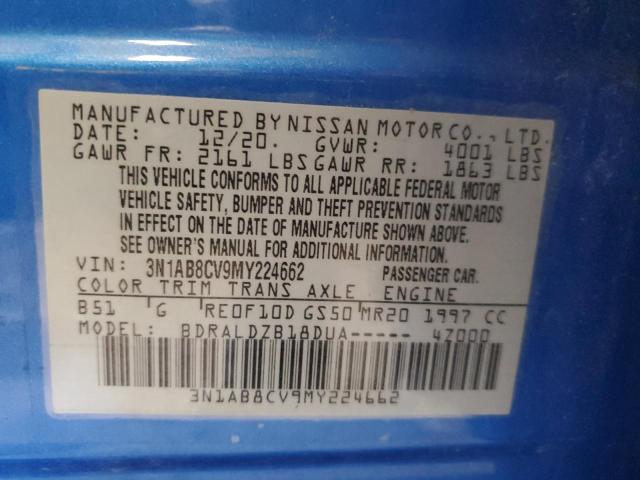 MANUFACTURED BY NISSAN MOTOR CO., LTD.
DATE: 12/20. GVWR: 4001 LBS
GAWR FR: 2161 LBS GAWR RR: 1863 LBS
THIS VEHICLE CONFORMS TO ALL APPLICABLE FEDERAL MOTOR
VEHICLE SAFETY, BUMPER AND THEFT PREVENTION STANDARDS
IN EFFECT ON THE DATE OF MANUFACTURE SHOWN ABOVE.
SEE OWNER'S MANUAL FOR ADDITIONAL INFORMATION.
VIN: 3N1AB8CV9MY224662 PASSENGER CAR.
COLOR TRIM TRANS AXLE ENGINE
B51 G RE0F10D GS50 MR20 1997 CC
MODEL: BDRALDZB18DUA----- 4Z000
3N1AB8CV9MY224662